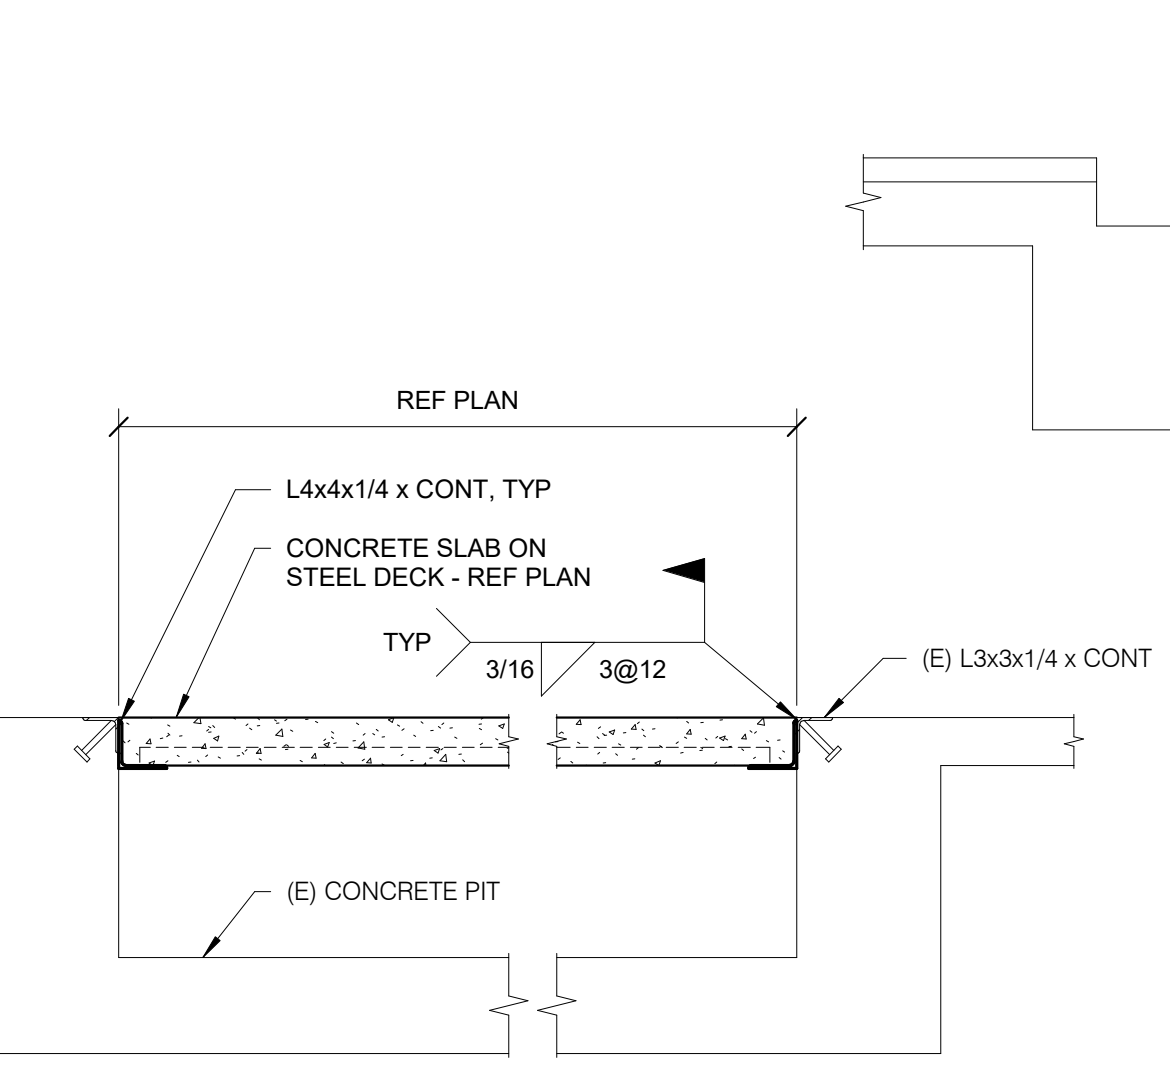 REF PLAN
L4x4x1/4 x CONT, TYP
CONCRETE SLAB ON
STEEL DECK - REF PLAN
TYP
3/16
3@12
(E) L3x3x1/4 x CONT
(E) CONCRETE PIT